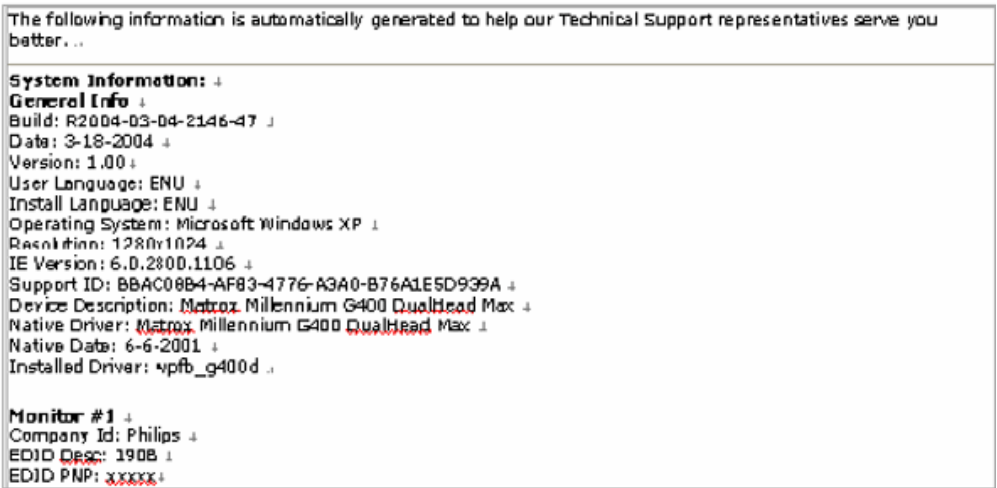 The following information is automatically generated to help our Technical Support representatives serve you
better...
System Information:
General Info
Build: R2004-03-04-2146-47
Date: 3-18-2004
Version: 1.00
User Language: ENU
Install Language: ENU
Operating System: Microsoft Windows XP
Resolution: 1280x1024
IE Version: 6.0.2800.1106
Support ID: BBAC08B4-AF83-4776-A3A0-B76A1E5D939A
Device Description: Matrox Millennium G400 DualHead Max
Native Driver: Matrox Millennium G400 DualHead Max
Native Date: 6-6-2001
Installed Driver: wpfb_g400d
Monitor #1
Company Id: Philips
EDID Desc: 190B
EDID PNP: xxxxx